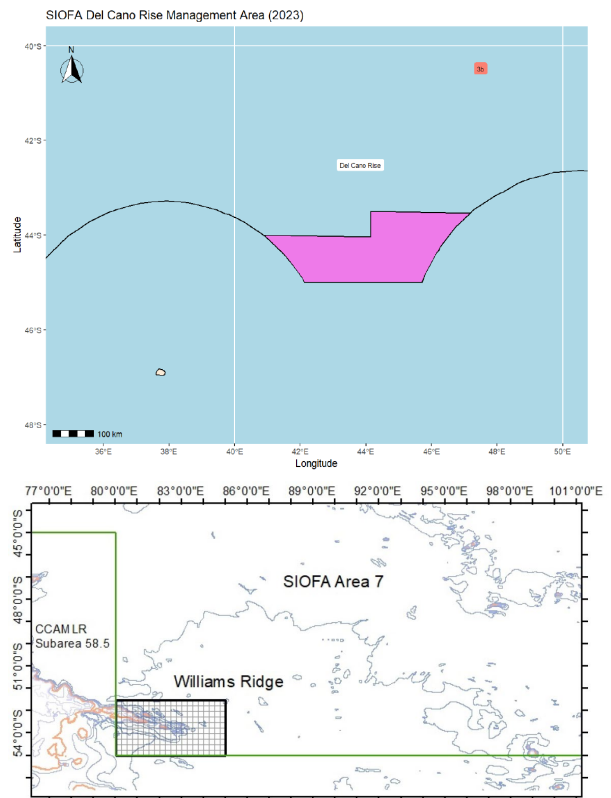 SIOFA Del Cano Rise Management Area (2023)
40°S
N
3b
42°S
Del Cano Rise
Latitude
44°S
46°S
48°S
100 km
36°E 38°E 40°E 42°E 44°E 46°E 48°E 50°E
Longitude
77°0'0"E 80°0'0"E 83°0'0"E 86°0'0"E 89°0'0"E 92°0'0"E 95°0'0"E 98°0'0"E 101°0'0"E
45°0'0"S
SIOFA Area 7
48°0'0"S
CCAMLR
Subarea 58.5
51°0'0"S
Williams Ridge
54°0'0"S